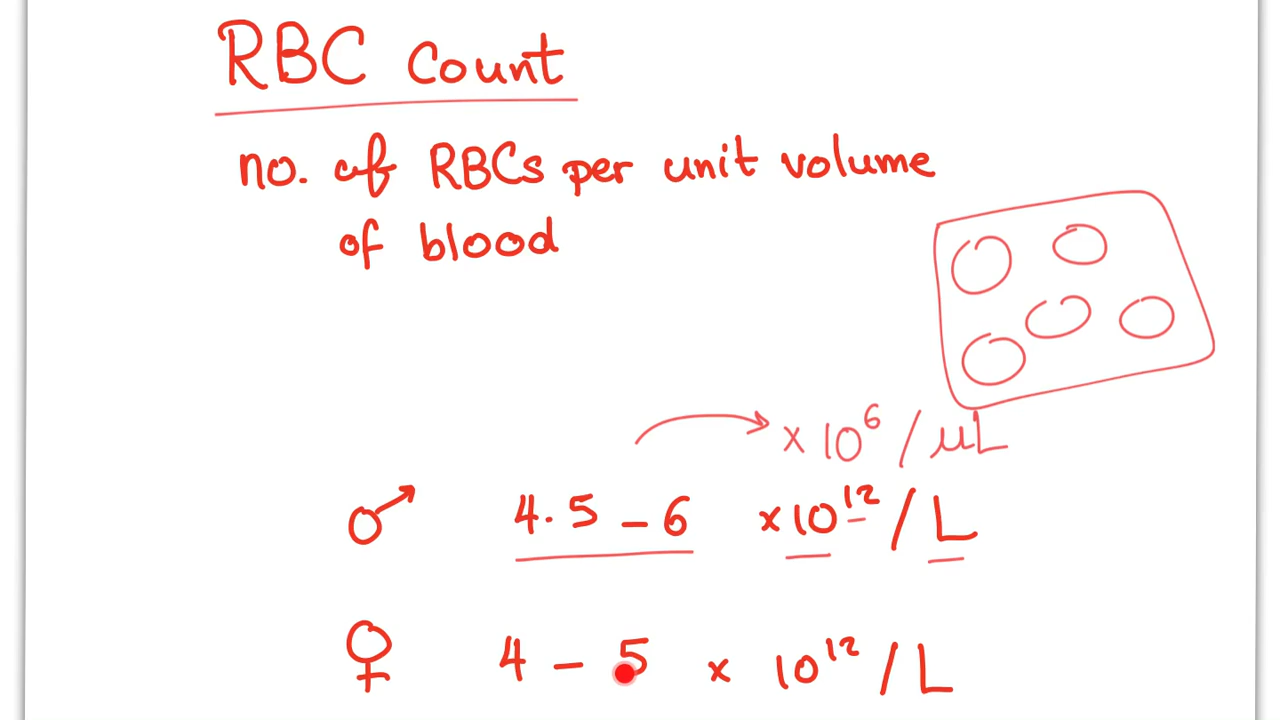 RBC Count
no. of RBCs per unit volume
of blood
× 10⁶ / μL
♂ 4.5 – 6 × 10¹² / L
♀ 4 – 5 × 10¹² / L